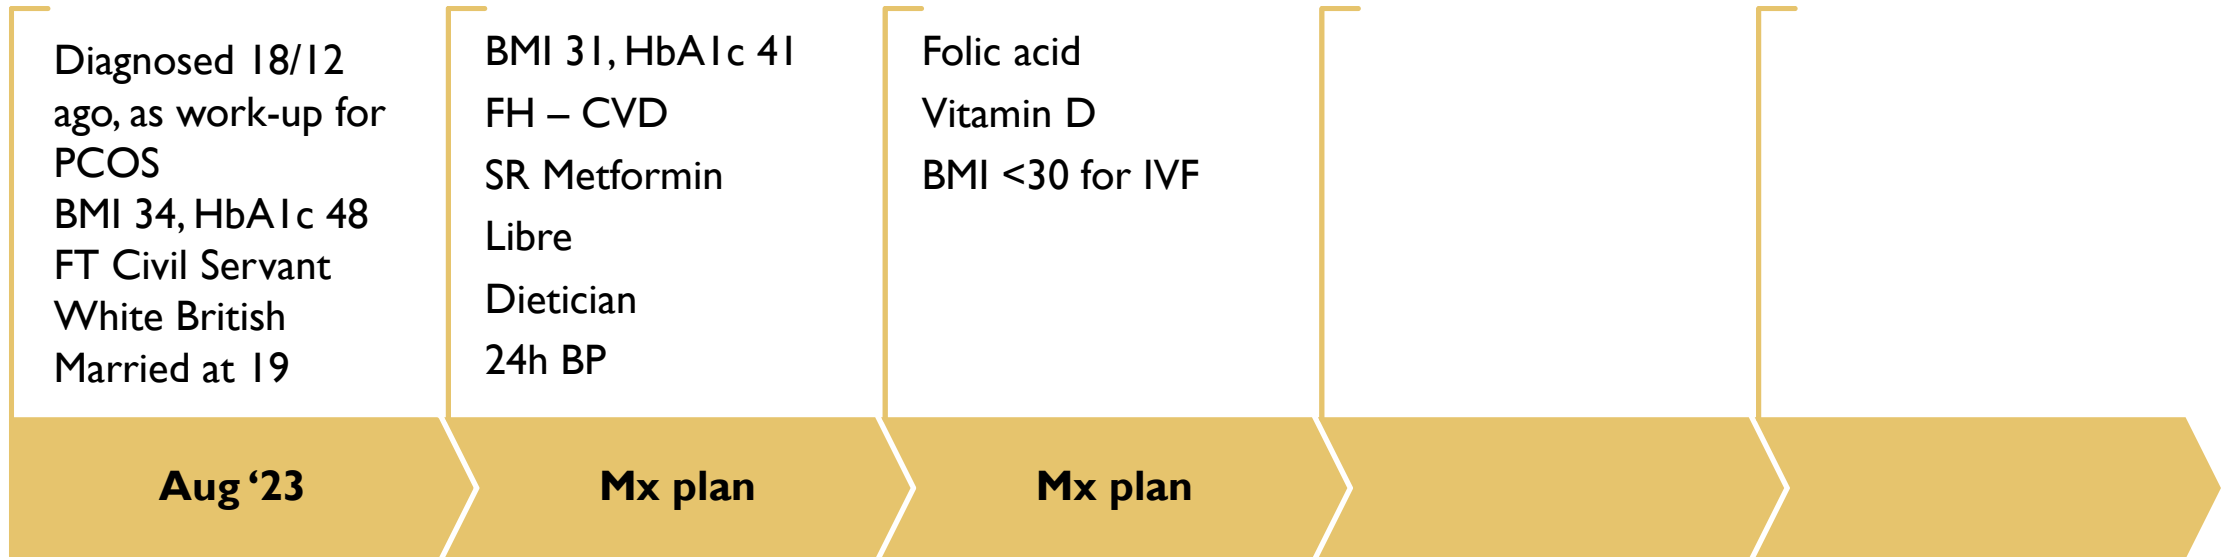 Diagnosed 18/12
ago, as work-up for
PCOS
BMI 34, HbA1c 48
FT Civil Servant
White British
Married at 19
Aug ‘23
BMI 31, HbA1c 41
FH – CVD
SR Metformin
Libre
Dietician
24h BP
Mx plan
Folic acid
Vitamin D
BMI <30 for IVF
Mx plan